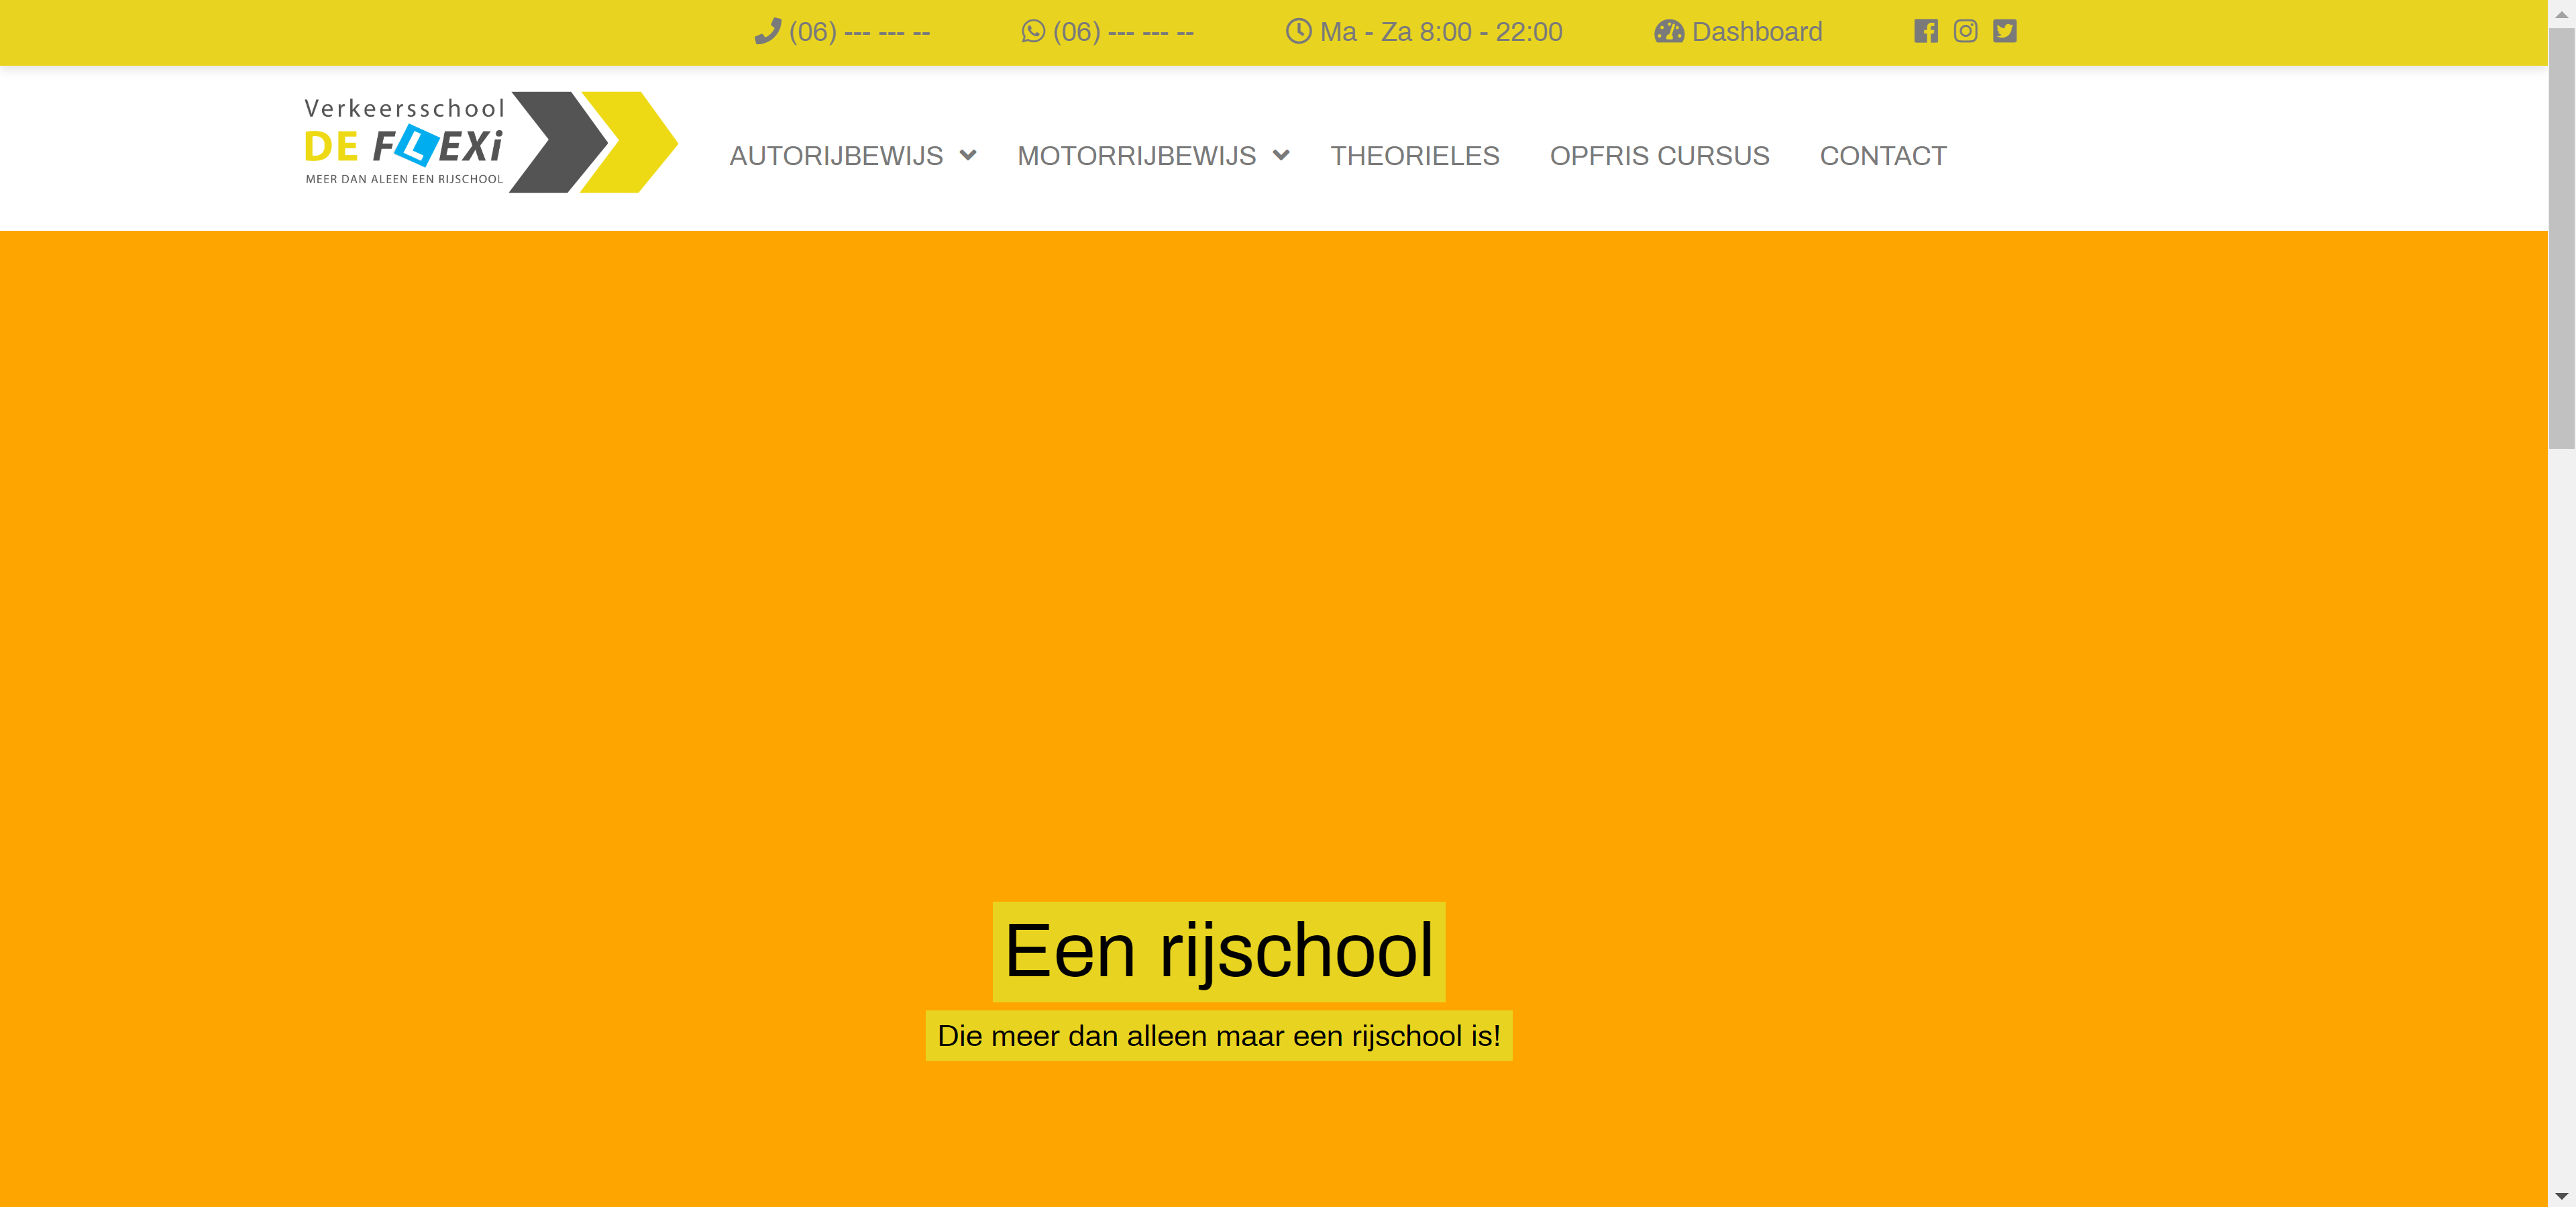 (06) --- --- -- (06) --- --- -- Ma - Za 8:00 - 22:00 Dashboard
Verkeersschool
DE FLEXi
MEER DAN ALEEN EEN RIJSCHOOL
AUTORIJBEWIJS MOTORRIJBEWIJS THEORIELES OPFRIS CURSUS CONTACT
Een rijschool
Die meer dan alleen maar een rijschool is!